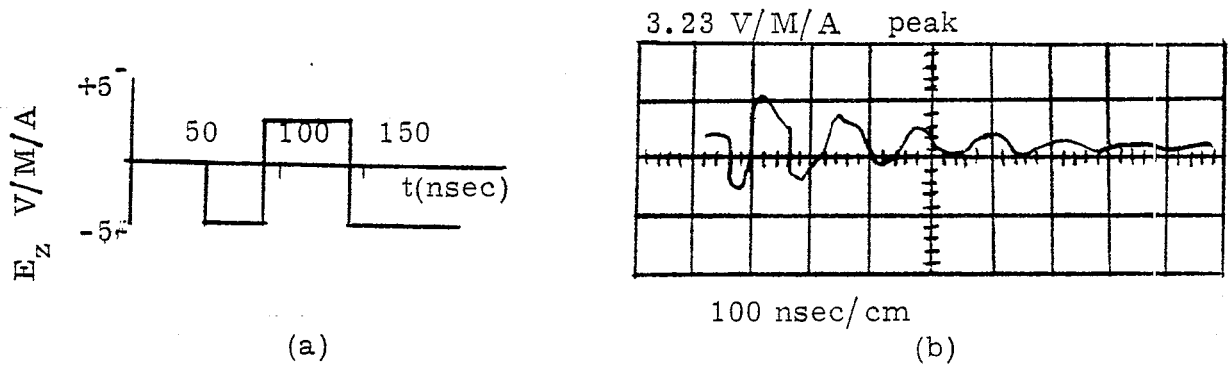 3.23 V/M/A peak
+5
50 100 150
E_z V/M/A
t(nsec)
-5
100 nsec/cm
(a)
(b)